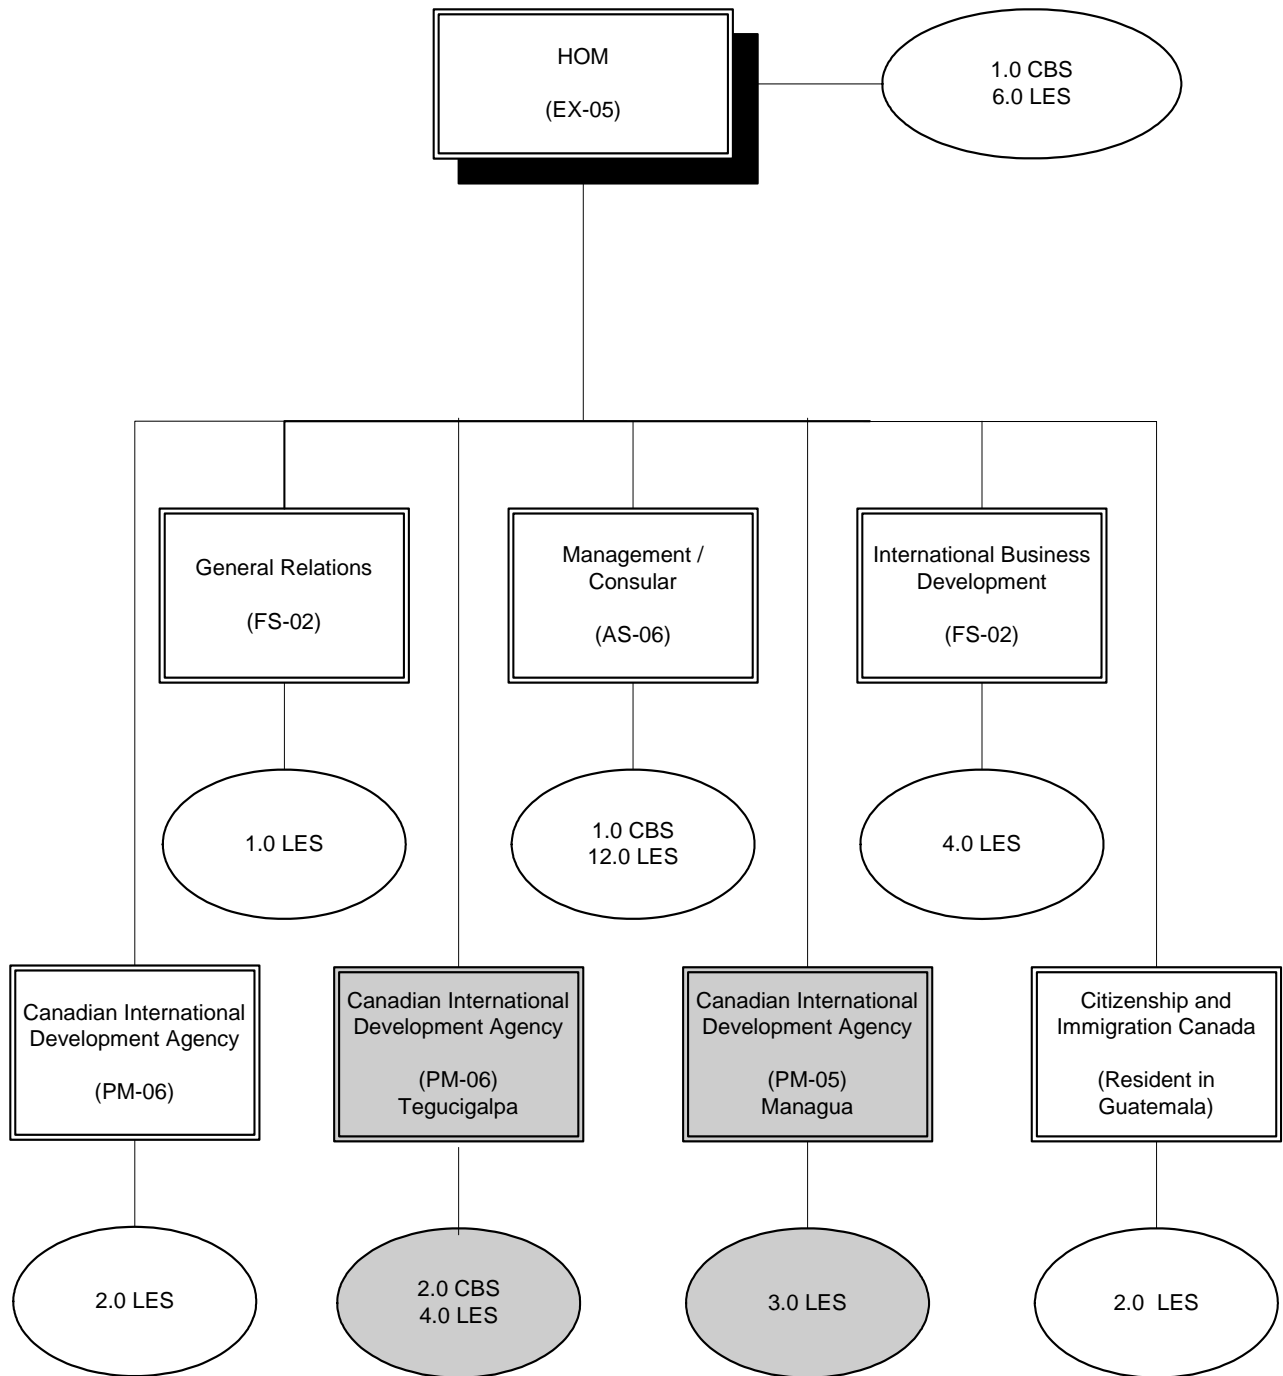 HOM
(EX-05)
1.0 CBS
6.0 LES
General Relations
(FS-02)
Management /
Consular
(AS-06)
International Business
Development
(FS-02)
1.0 LES
1.0 CBS
12.0 LES
4.0 LES
Canadian International
Development Agency
(PM-06)
Canadian International
Development Agency
(PM-06)
Tegucigalpa
Canadian International
Development Agency
(PM-05)
Managua
Citizenship and
Immigration Canada
(Resident in
Guatemala)
2.0 LES
2.0 CBS
4.0 LES
3.0 LES
2.0 LES